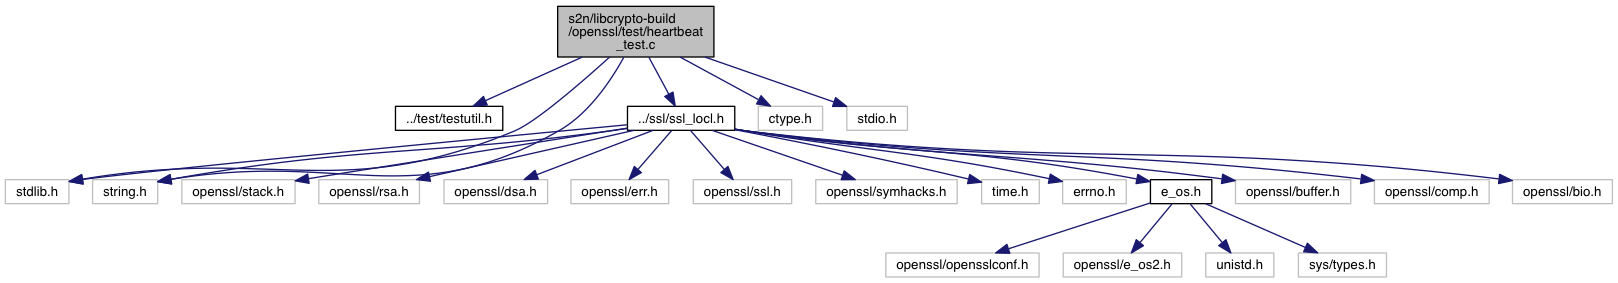 s2n/libcrypto-build
/openssl/test/heartbeat
_test.c
../test/testutil.h
../ssl/ssl_locl.h
ctype.h
stdio.h
stdlib.h
string.h
openssl/stack.h
openssl/rsa.h
openssl/dsa.h
openssl/err.h
openssl/ssl.h
openssl/symhacks.h
time.h
errno.h
e_os.h
openssl/buffer.h
openssl/comp.h
openssl/bio.h
openssl/opensslconf.h
openssl/e_os2.h
unistd.h
sys/types.h